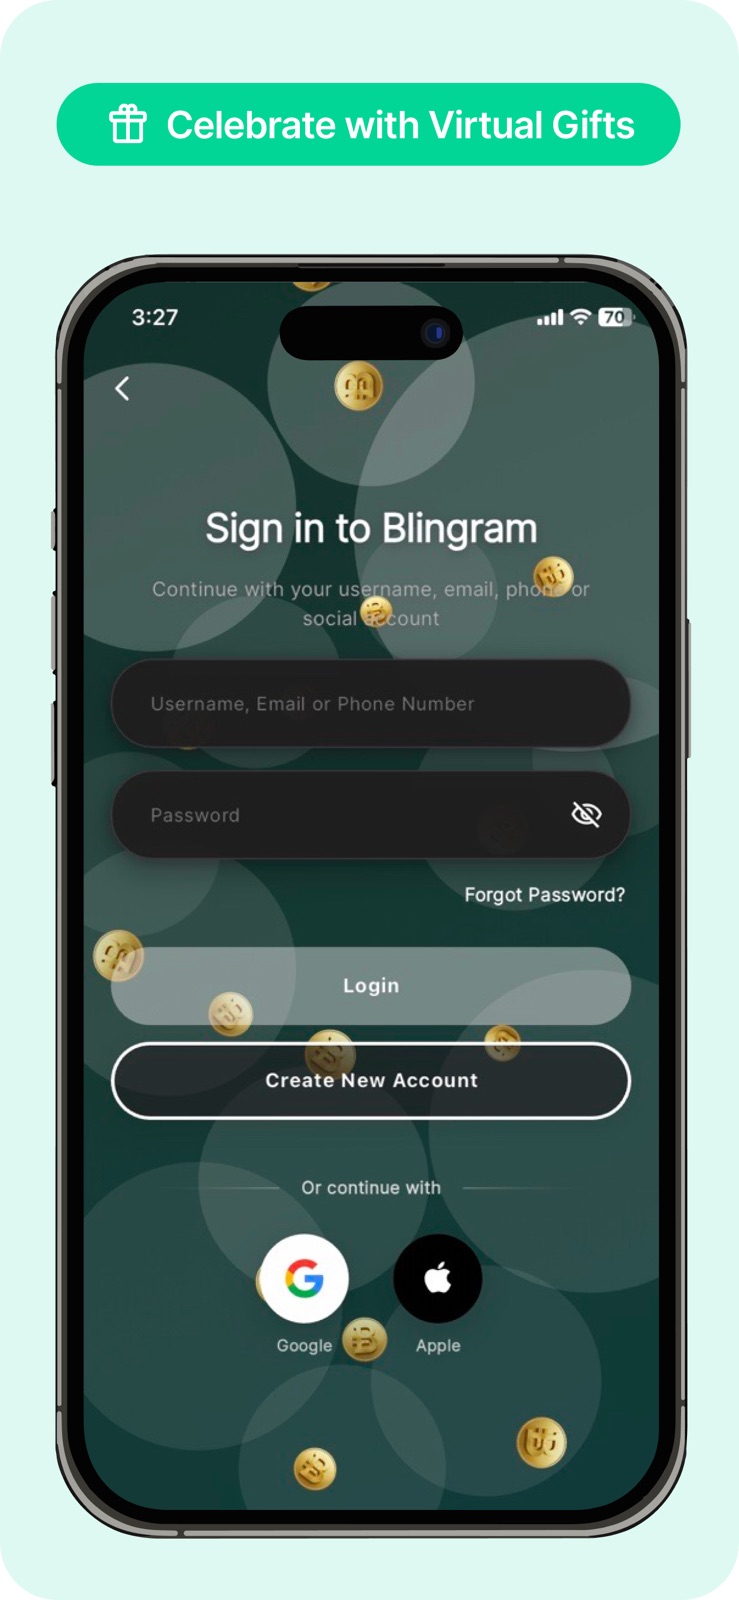 Celebrate with Virtual Gifts
3:27
70
Sign in to Blingram
Continue with your username, email, phone or
social account
Username, Email or Phone Number
Password
Forgot Password?
Login
Create New Account
Or continue with
Google
Apple